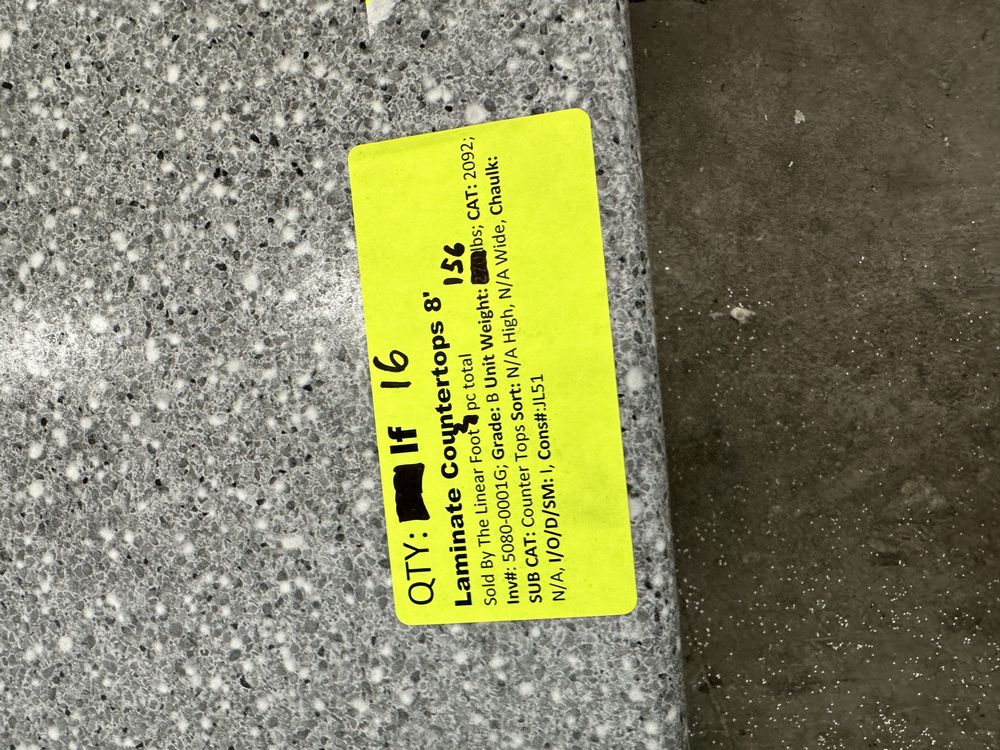 QTY: lf 16
Laminate Countertops 8' 156
Sold By The Linear Foot pc total
Inv#: 5080-0001G; Grade: B Unit Weight: lbs; CAT: 2092;
SUB CAT: Counter Tops Sort: N/A High, N/A Wide, Chaulk:
N/A, I/O/D/SM: I, Cons#:JL51